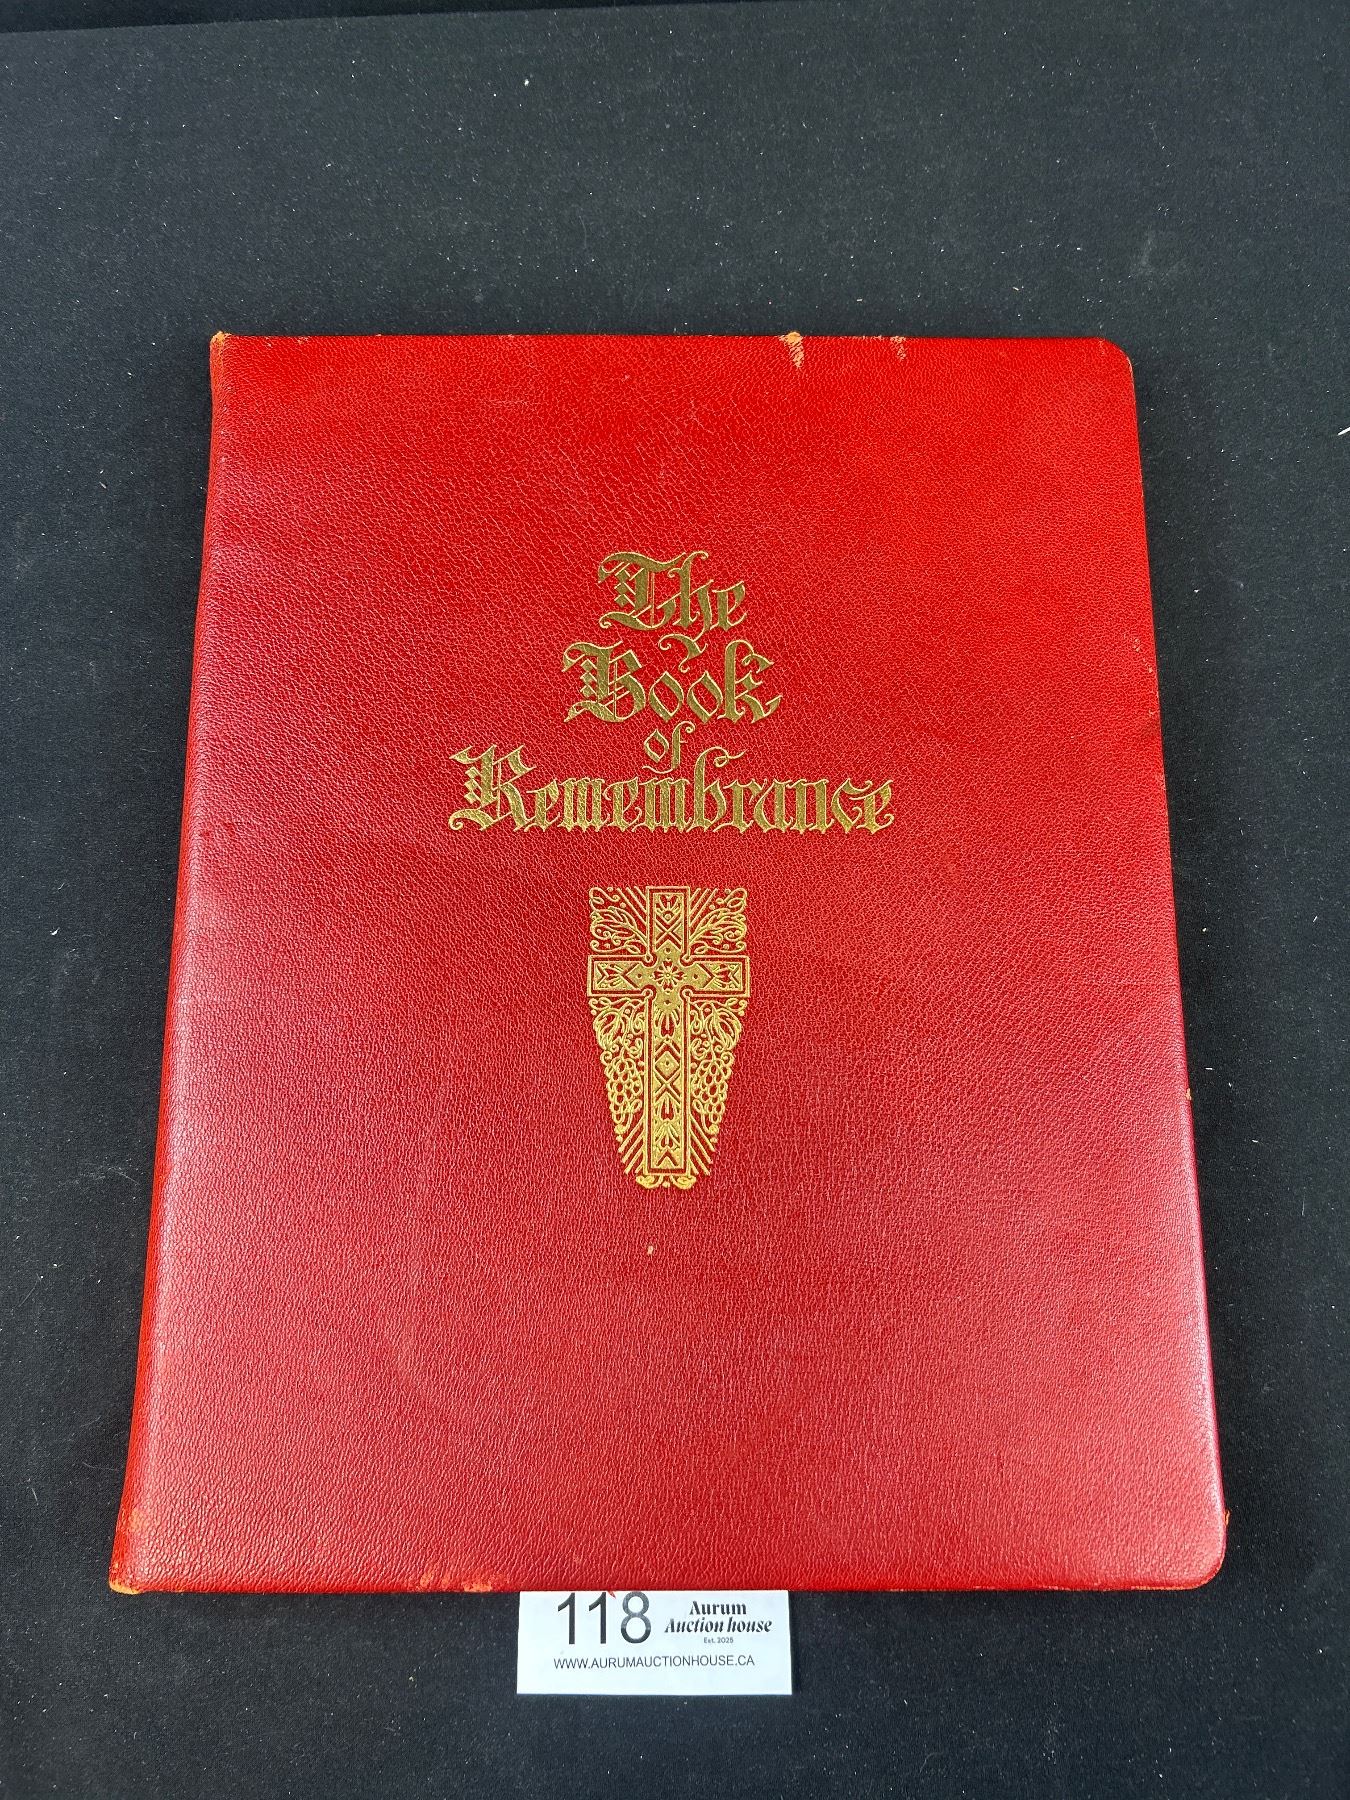 The
Book
of
Remembrance
118
Aurum
Auction house
Est. 2025
WWW.AURUMAUCTIONHOUSE.CA